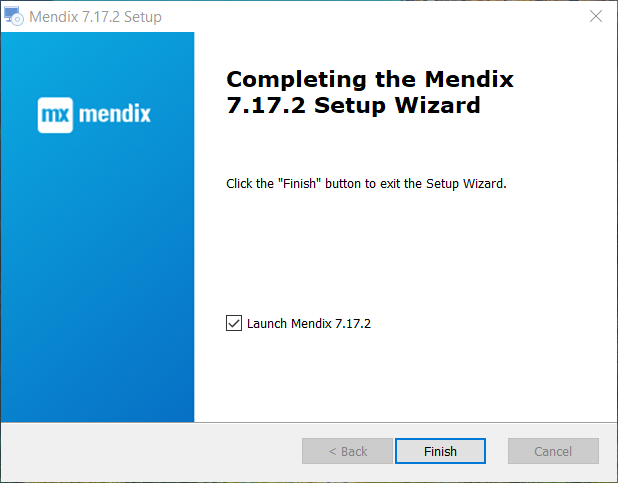 Mendix 7.17.2 Setup
mx mendix
Completing the Mendix
7.17.2 Setup Wizard
Click the "Finish" button to exit the Setup Wizard.
Launch Mendix 7.17.2
< Back
Finish
Cancel